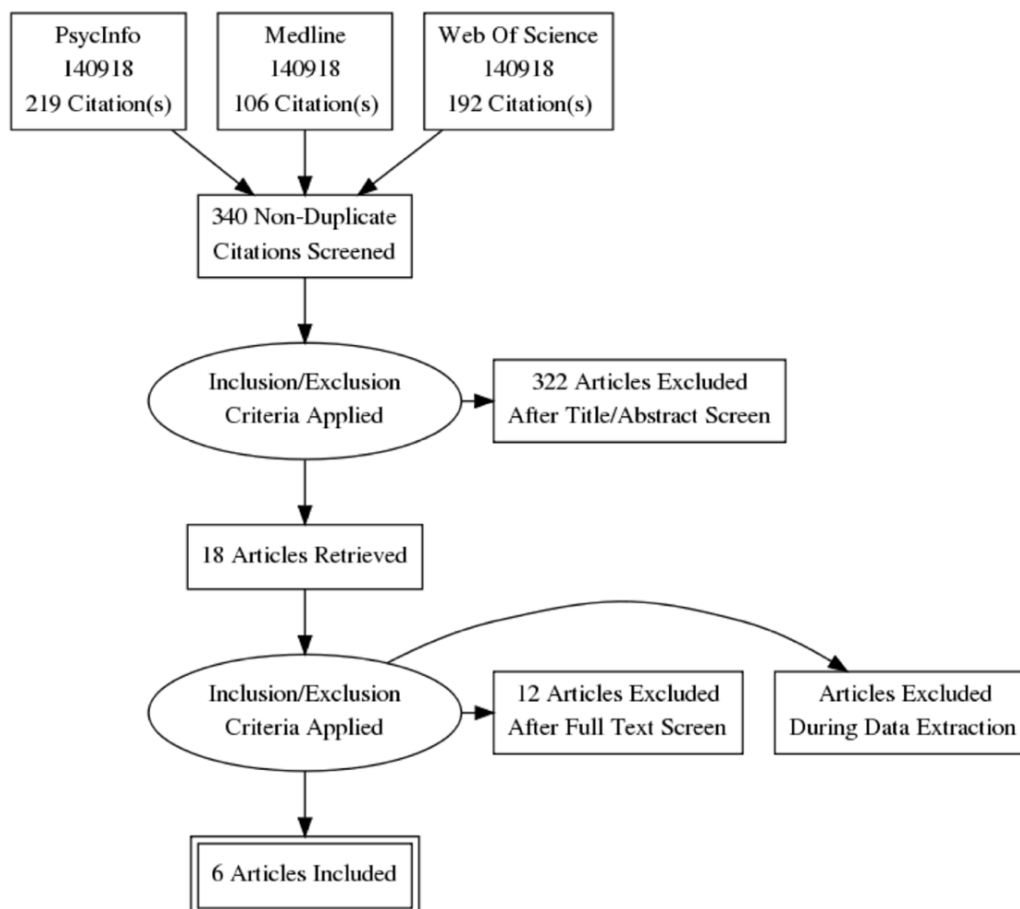 PsycInfo
140918
219 Citation(s)
Medline
140918
106 Citation(s)
Web Of Science
140918
192 Citation(s)
340 Non-Duplicate
Citations Screened
Inclusion/Exclusion
Criteria Applied
322 Articles Excluded
After Title/Abstract Screen
18 Articles Retrieved
Inclusion/Exclusion
Criteria Applied
12 Articles Excluded
After Full Text Screen
Articles Excluded
During Data Extraction
6 Articles Included